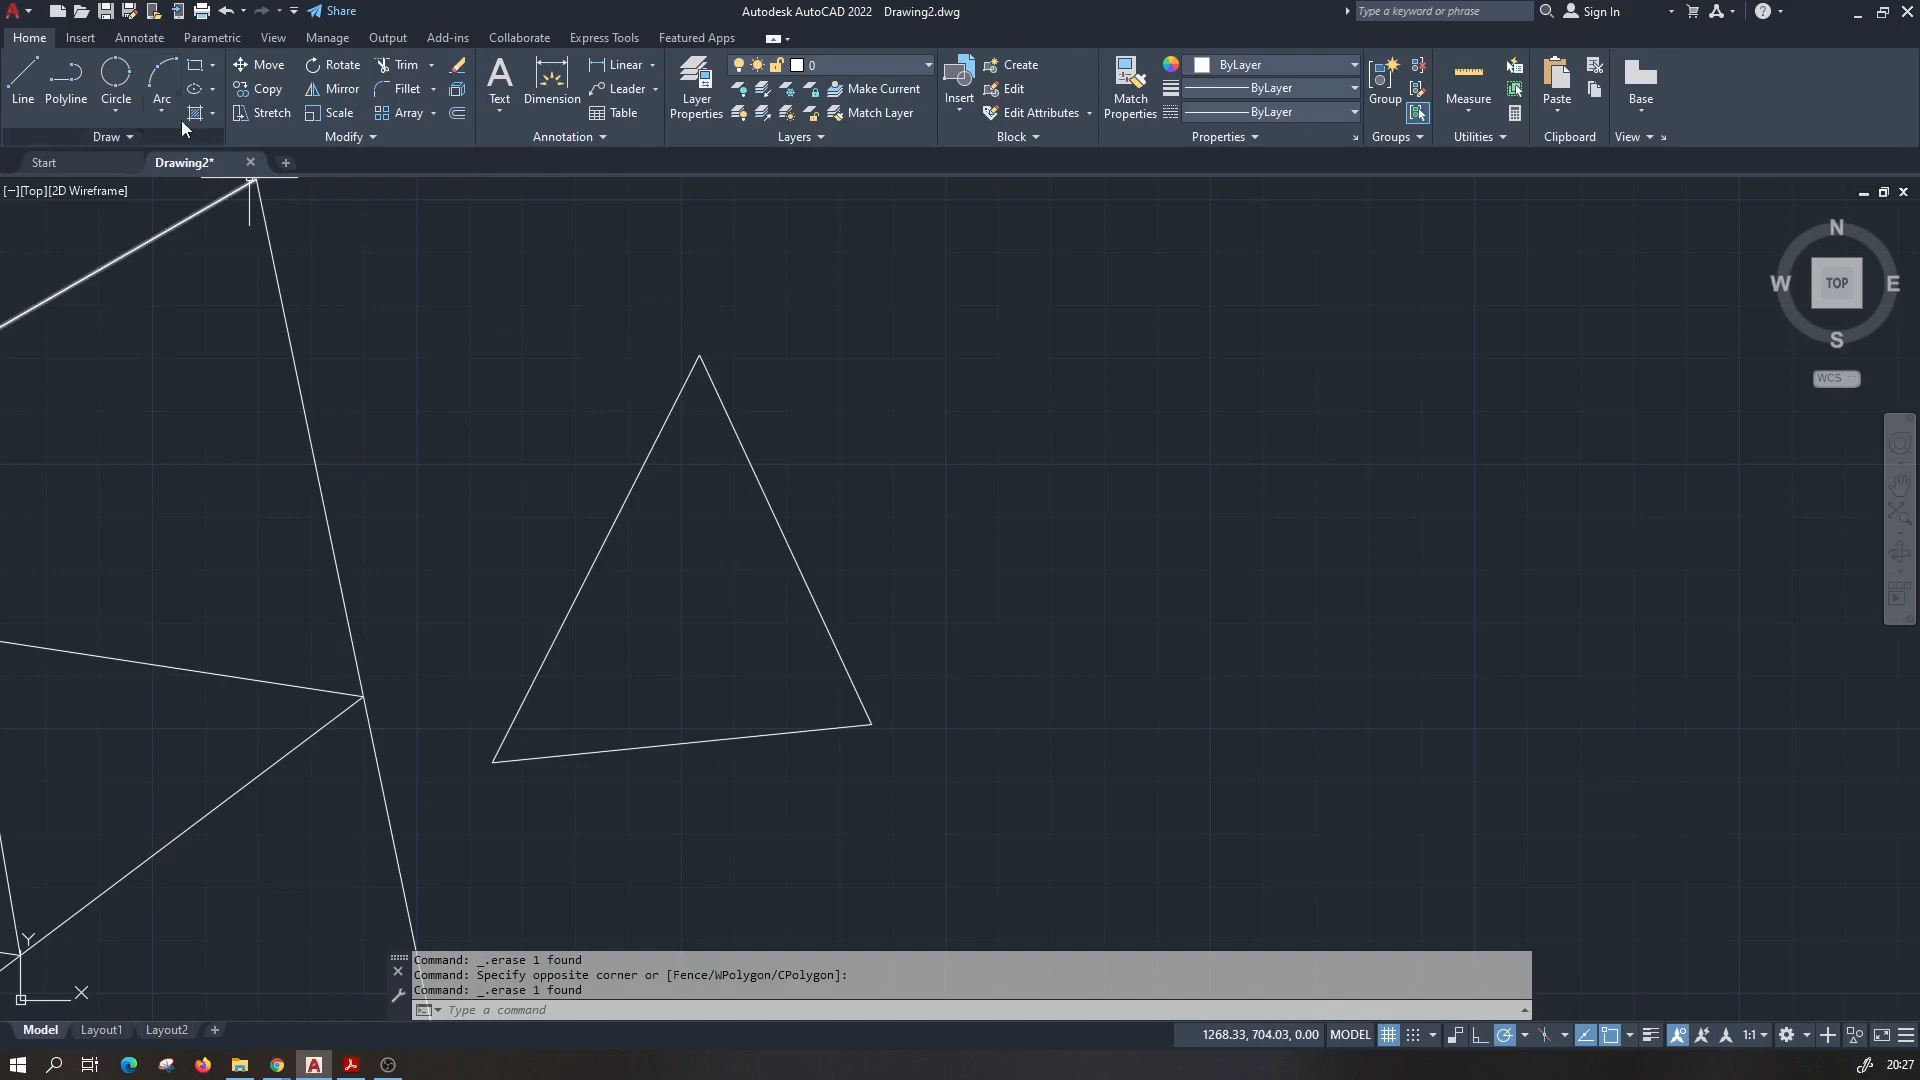 Share
Autodesk AutoCAD 2022 Drawing2.dwg
Type a keyword or phrase
Sign In
Home Insert Annotate Parametric View Manage Output Add-ins Collaborate Express Tools Featured Apps
Line Polyline Circle Arc
Move Rotate Trim
Copy Mirror Fillet
Stretch Scale Array
Text Dimension
Linear
Leader
Table
Layer Properties
0
Make Current
Match Layer
Insert
Create
Edit
Edit Attributes
Match Properties
ByLayer
ByLayer
ByLayer
Group
Measure
Paste
Base
Draw Modify Annotation Layers Block Properties Groups Utilities Clipboard View
Start Drawing2*
[−][Top][2D Wireframe]
N
W TOP E
S
WCS
Y
X
Command: _.erase 1 found
Command: Specify opposite corner or [Fence/WPolygon/CPolygon]:
Command: _.erase 1 found
Type a command
Model Layout1 Layout2
1268.33, 704.03, 0.00 MODEL 1:1
20:27